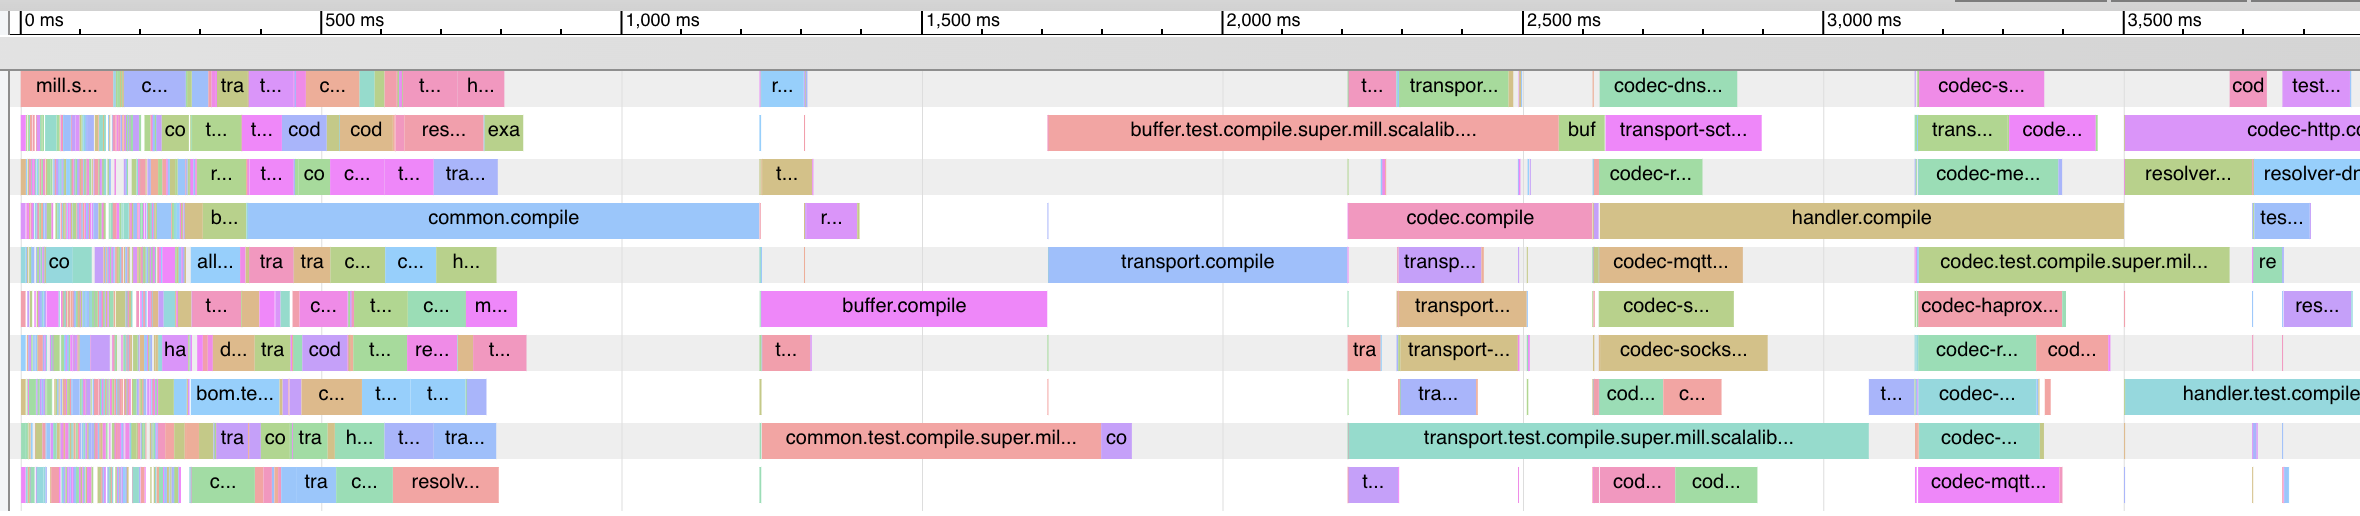 0 ms 500 ms 1,000 ms 1,500 ms 2,000 ms 2,500 ms 3,000 ms 3,500 ms
mill.s... c... tra t... c... t... h... r... t... transpor... codec-dns... codec-s... cod test...
co t... t... cod cod res... exa buffer.test.compile.super.mill.scalalib.... buf transport-sct... trans... code... codec-http.c
r... t... co c... t... tra... t... codec-r... codec-me... resolver... resolver-dn
b... common.compile r... codec.compile handler.compile tes...
co all... tra tra c... c... h... transport.compile transp... codec-mqtt... codec.test.compile.super.mil... re
t... c... t... c... m... buffer.compile transport... codec-s... codec-haprox... res...
ha d... tra cod t... re... t... t... tra transport-... codec-socks... codec-r... cod...
bom.te... c... t... t... tra... cod... c... t... codec-... handler.test.compile
tra co tra h... t... tra... common.test.compile.super.mil... co transport.test.compile.super.mill.scalalib... codec-...
c... tra c... resolv... t... cod... cod... codec-mqtt...